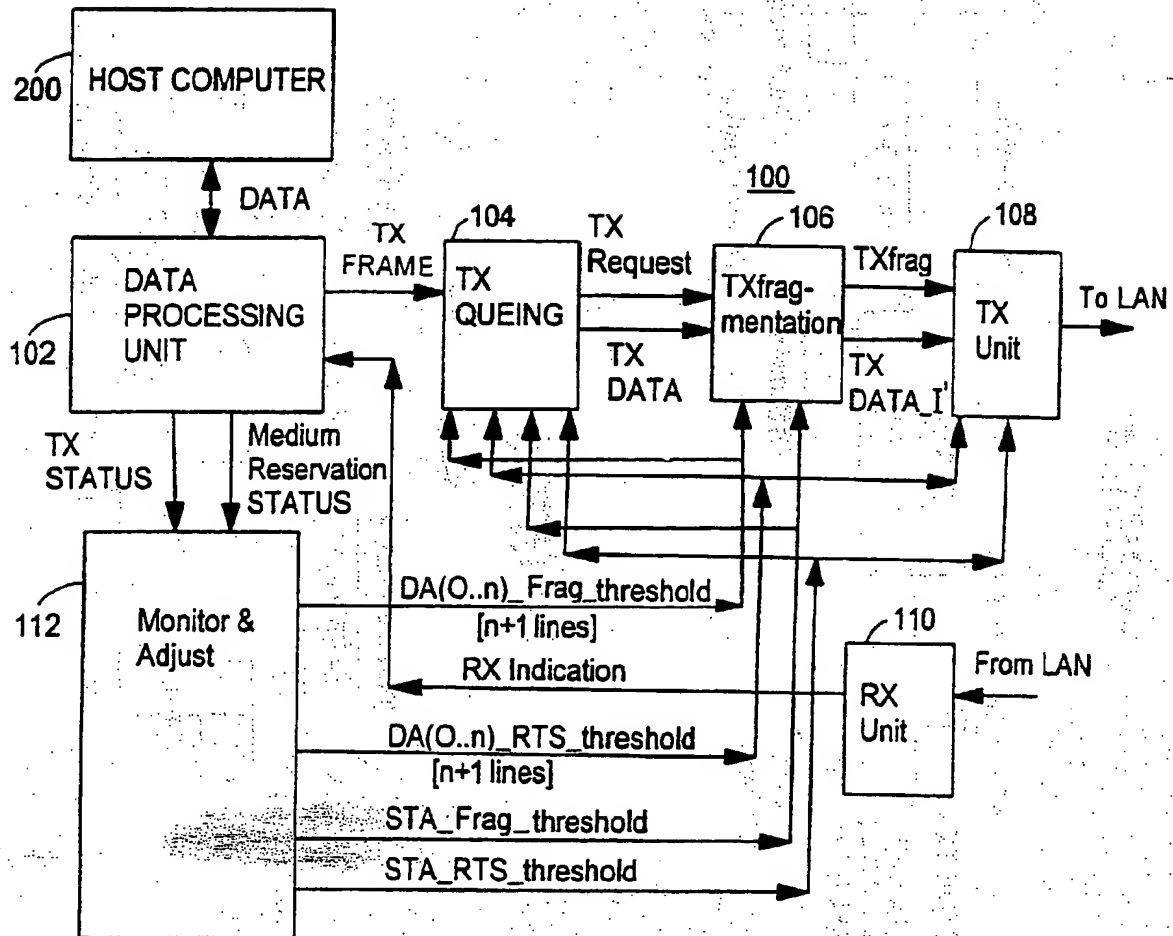 200
HOST COMPUTER
DATA
100
TX
FRAME
104
TX
QUEING
TX
Request
TX
DATA
106
TXfrag-
mentation
TXfrag
TX
DATA_I'
108
TX
Unit
To LAN
102
DATA
PROCESSING
UNIT
TX
STATUS
Medium
Reservation
STATUS
112
Monitor &
Adjust
DA(O..n)_Frag_threshold
[n+1 lines]
RX Indication
110
RX
Unit
From LAN
DA(O..n)_RTS_threshold
[n+1 lines]
STA_Frag_threshold
STA_RTS_threshold